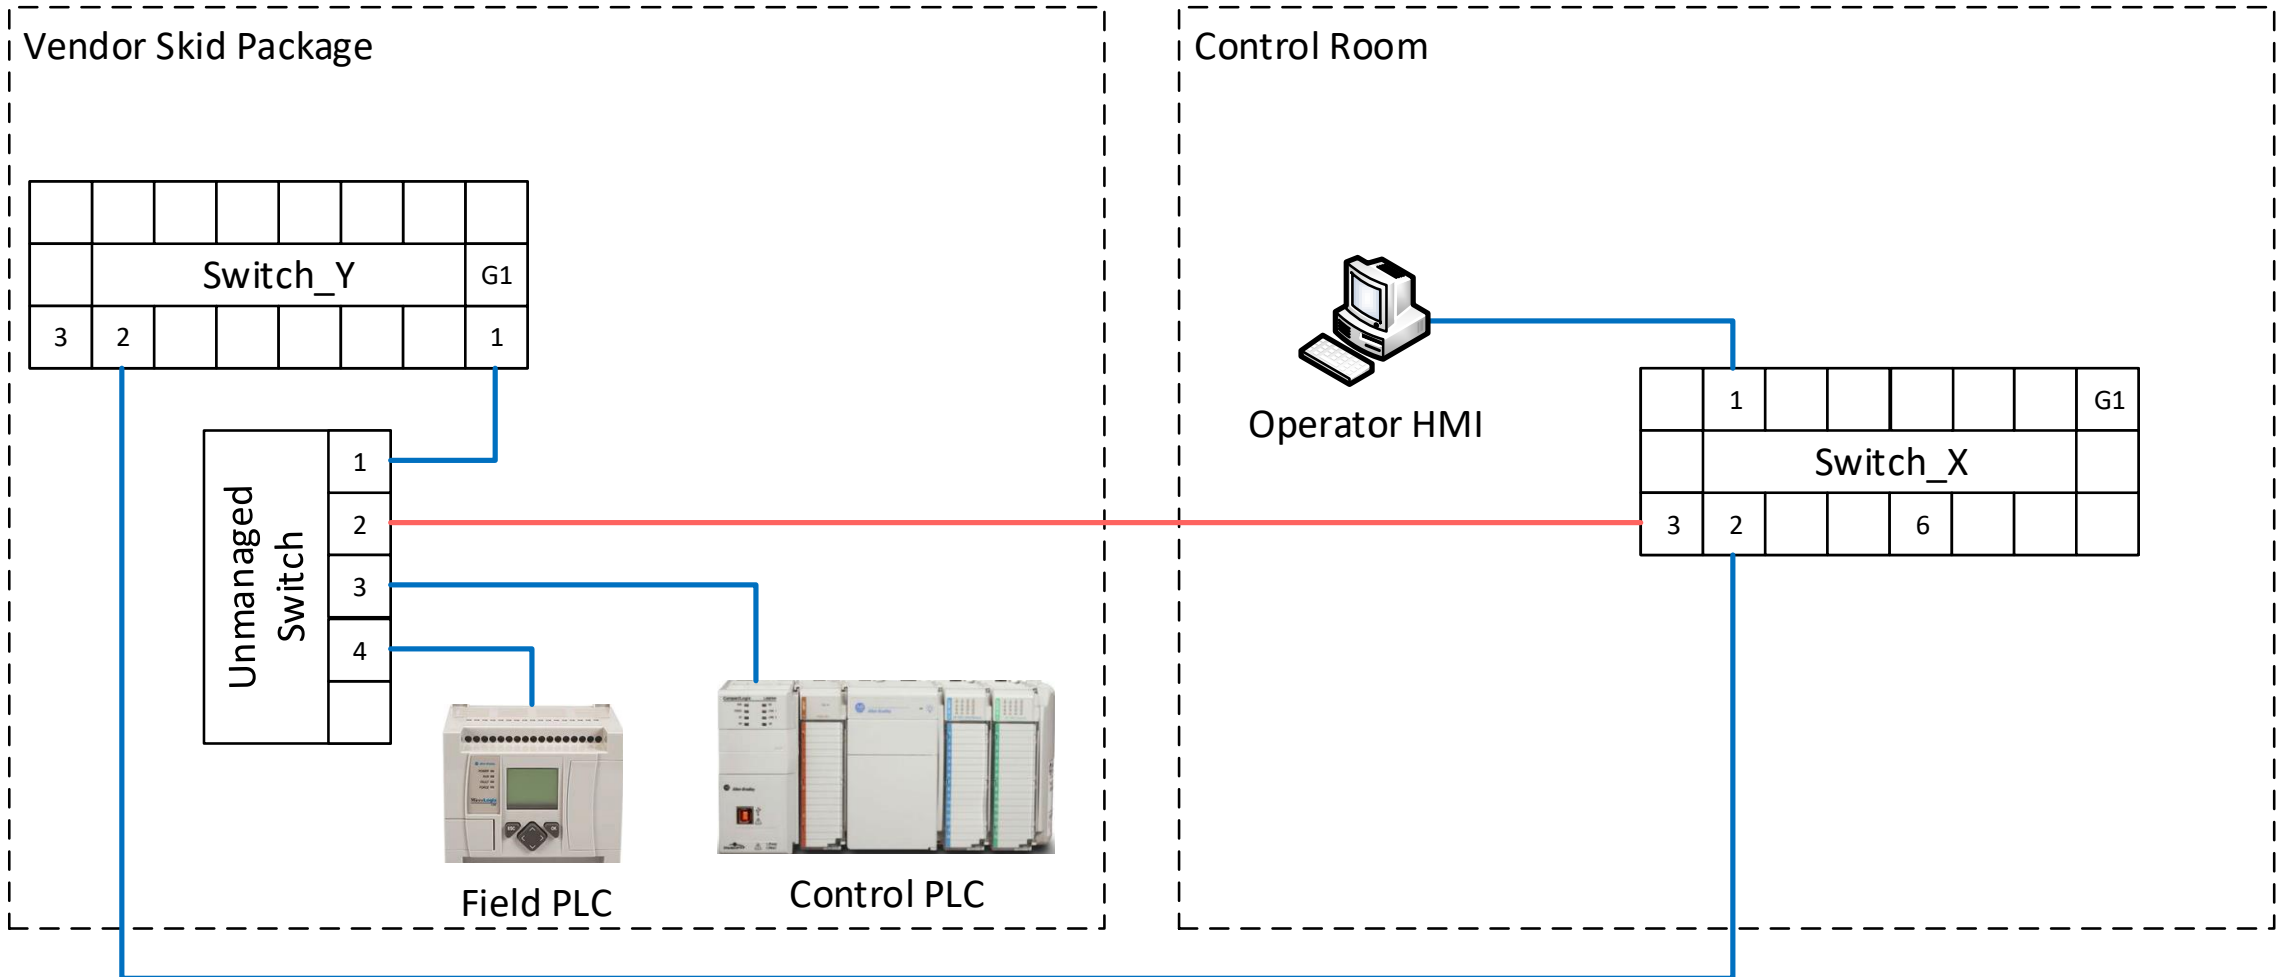 Vendor Skid Package
Control Room
Switch_Y
G1
3
2
1
Unmanaged
Switch
1
2
3
4
Operator HMI
1
G1
Switch_X
3
2
6
Field PLC
Control PLC